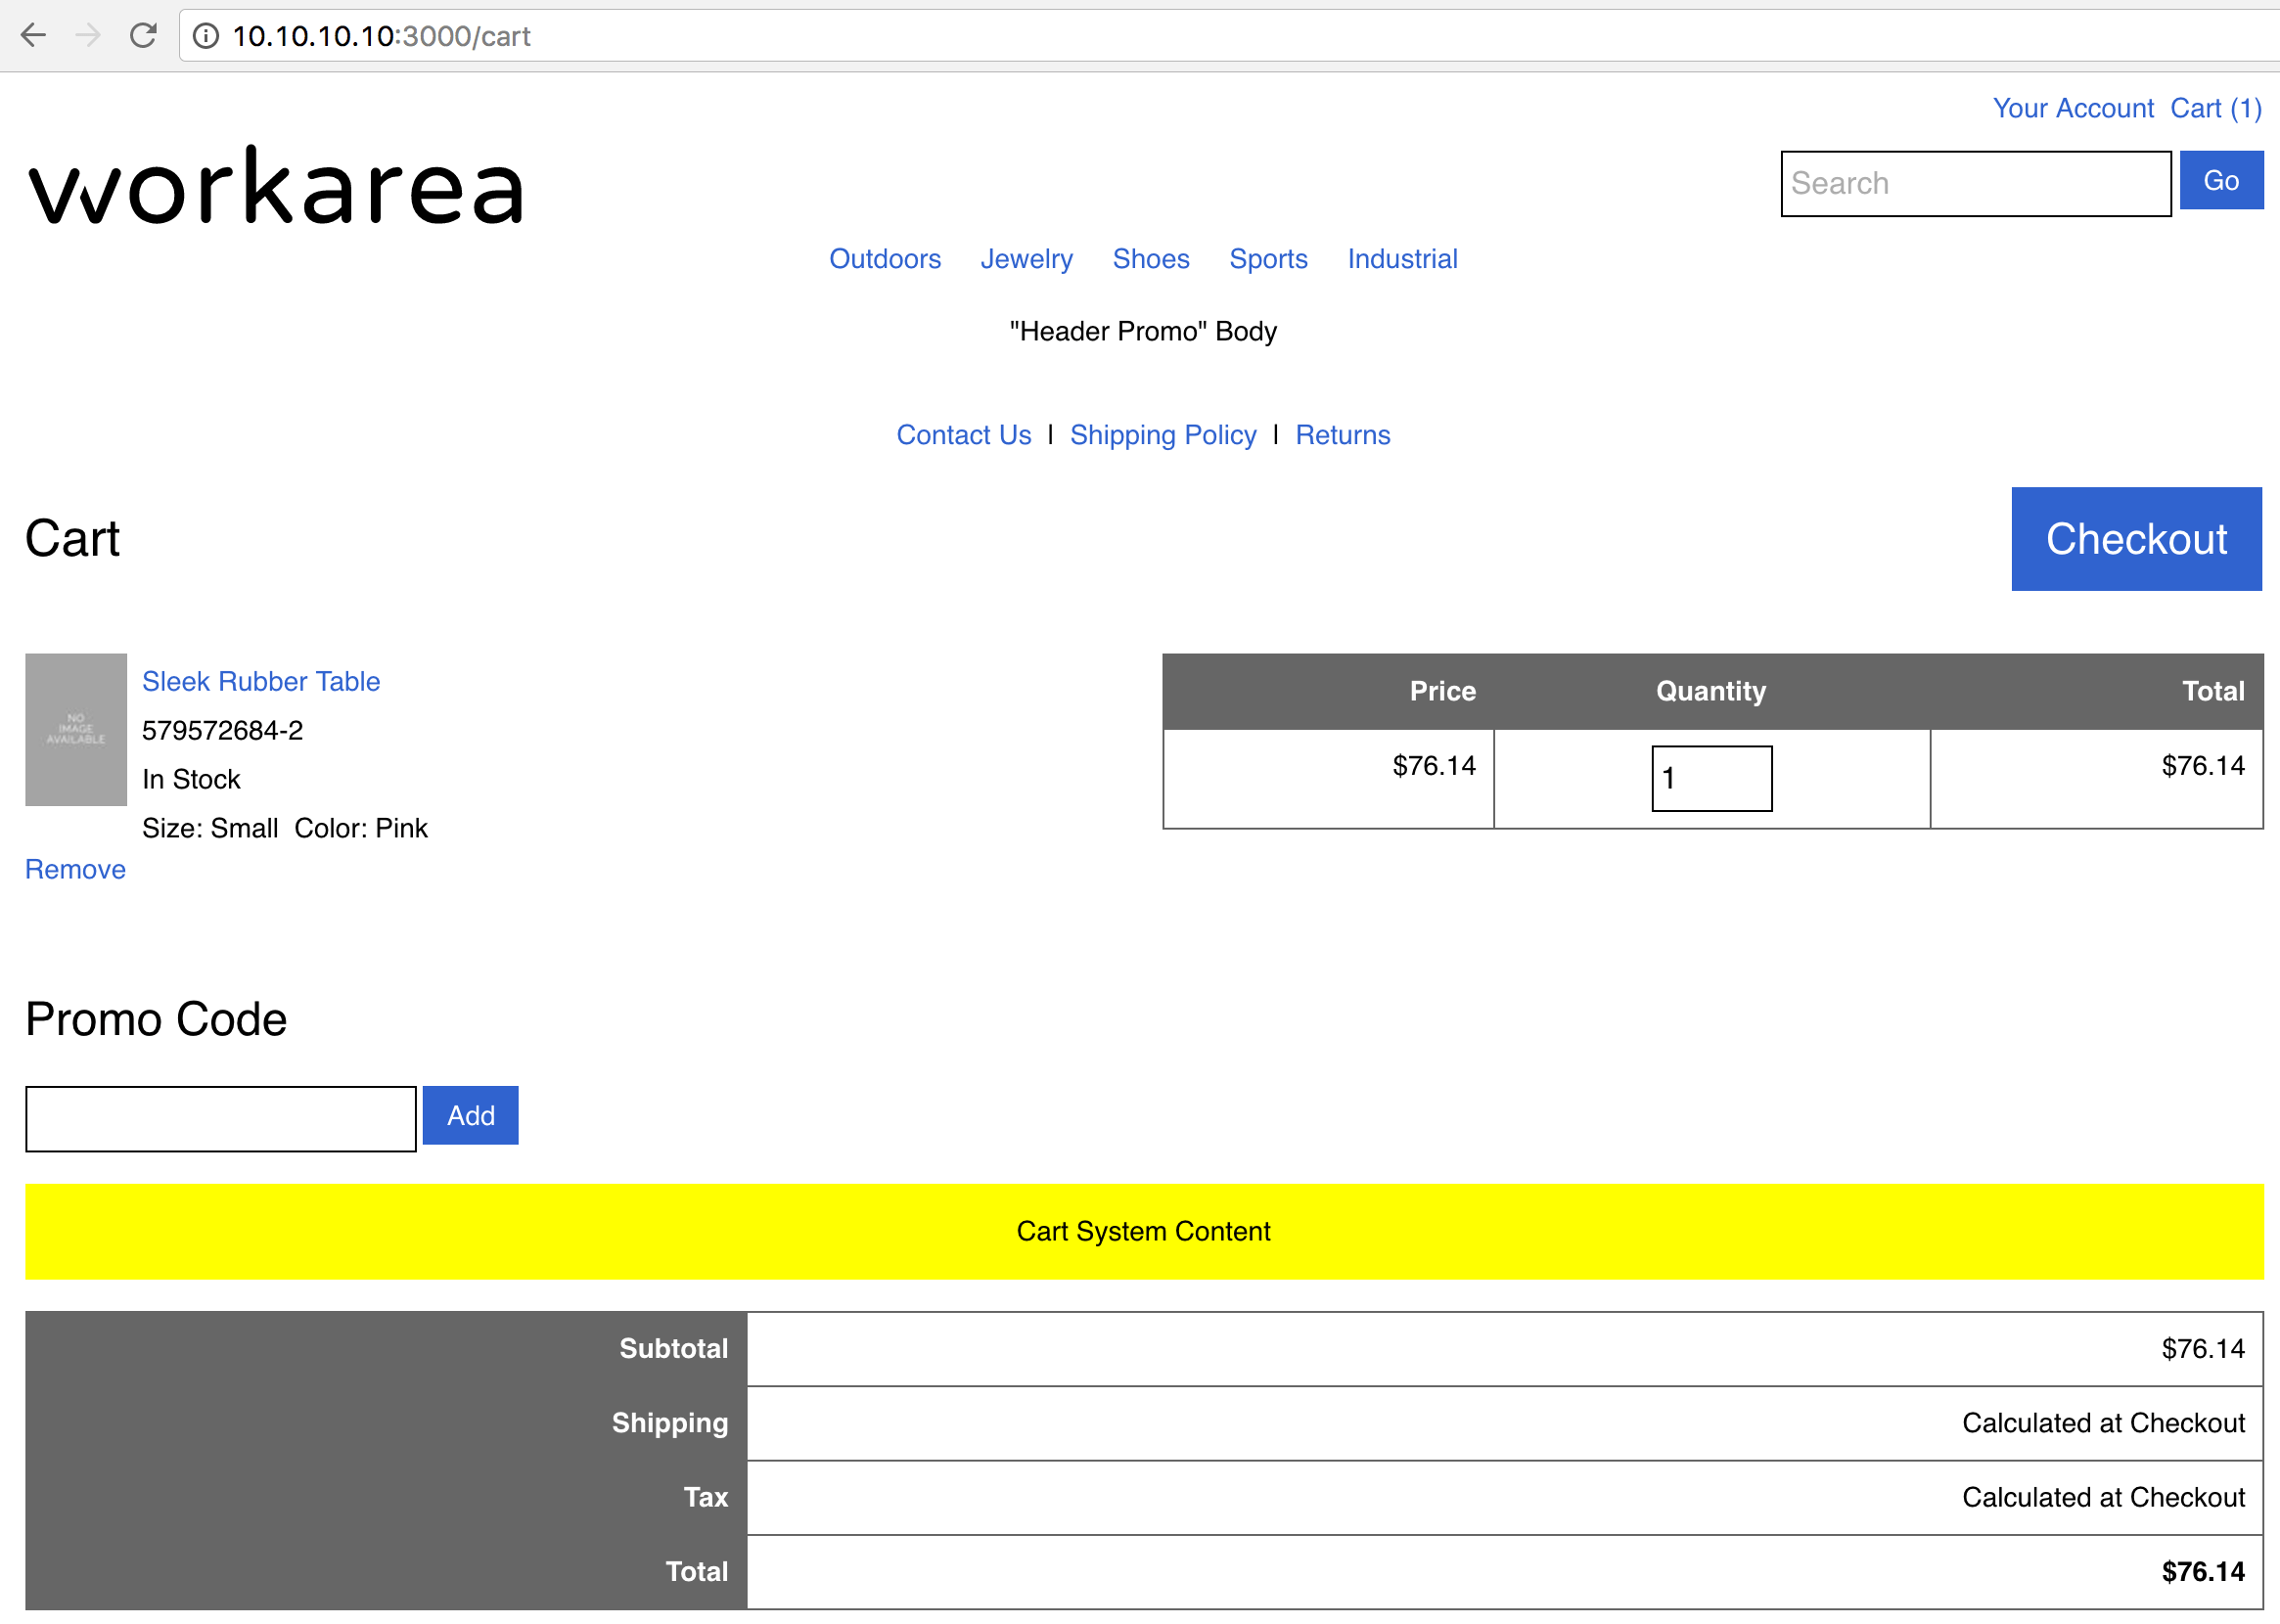 10.10.10.10:3000/cart
Your Account Cart (1)
workarea
Search Go
Outdoors Jewelry Shoes Sports Industrial
"Header Promo" Body
Contact Us | Shipping Policy | Returns
Cart Checkout
NO
IMAGE
AVAILABLE
Sleek Rubber Table
579572684-2
In Stock
Size: Small Color: Pink
Remove
Price Quantity Total
$76.14 1 $76.14
Promo Code
Add
Cart System Content
Subtotal $76.14
Shipping Calculated at Checkout
Tax Calculated at Checkout
Total $76.14